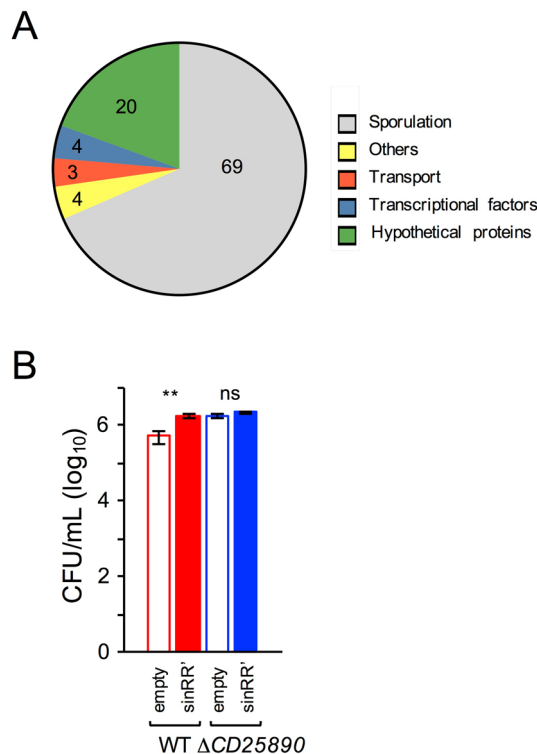 A
20
4
3
4
69
Sporulation
Others
Transport
Transcriptional factors
Hypothetical proteins
B
** ns
CFU/mL (log10)
6
4
2
0
empty
sinRR’
empty
sinRR’
WT ΔCD25890